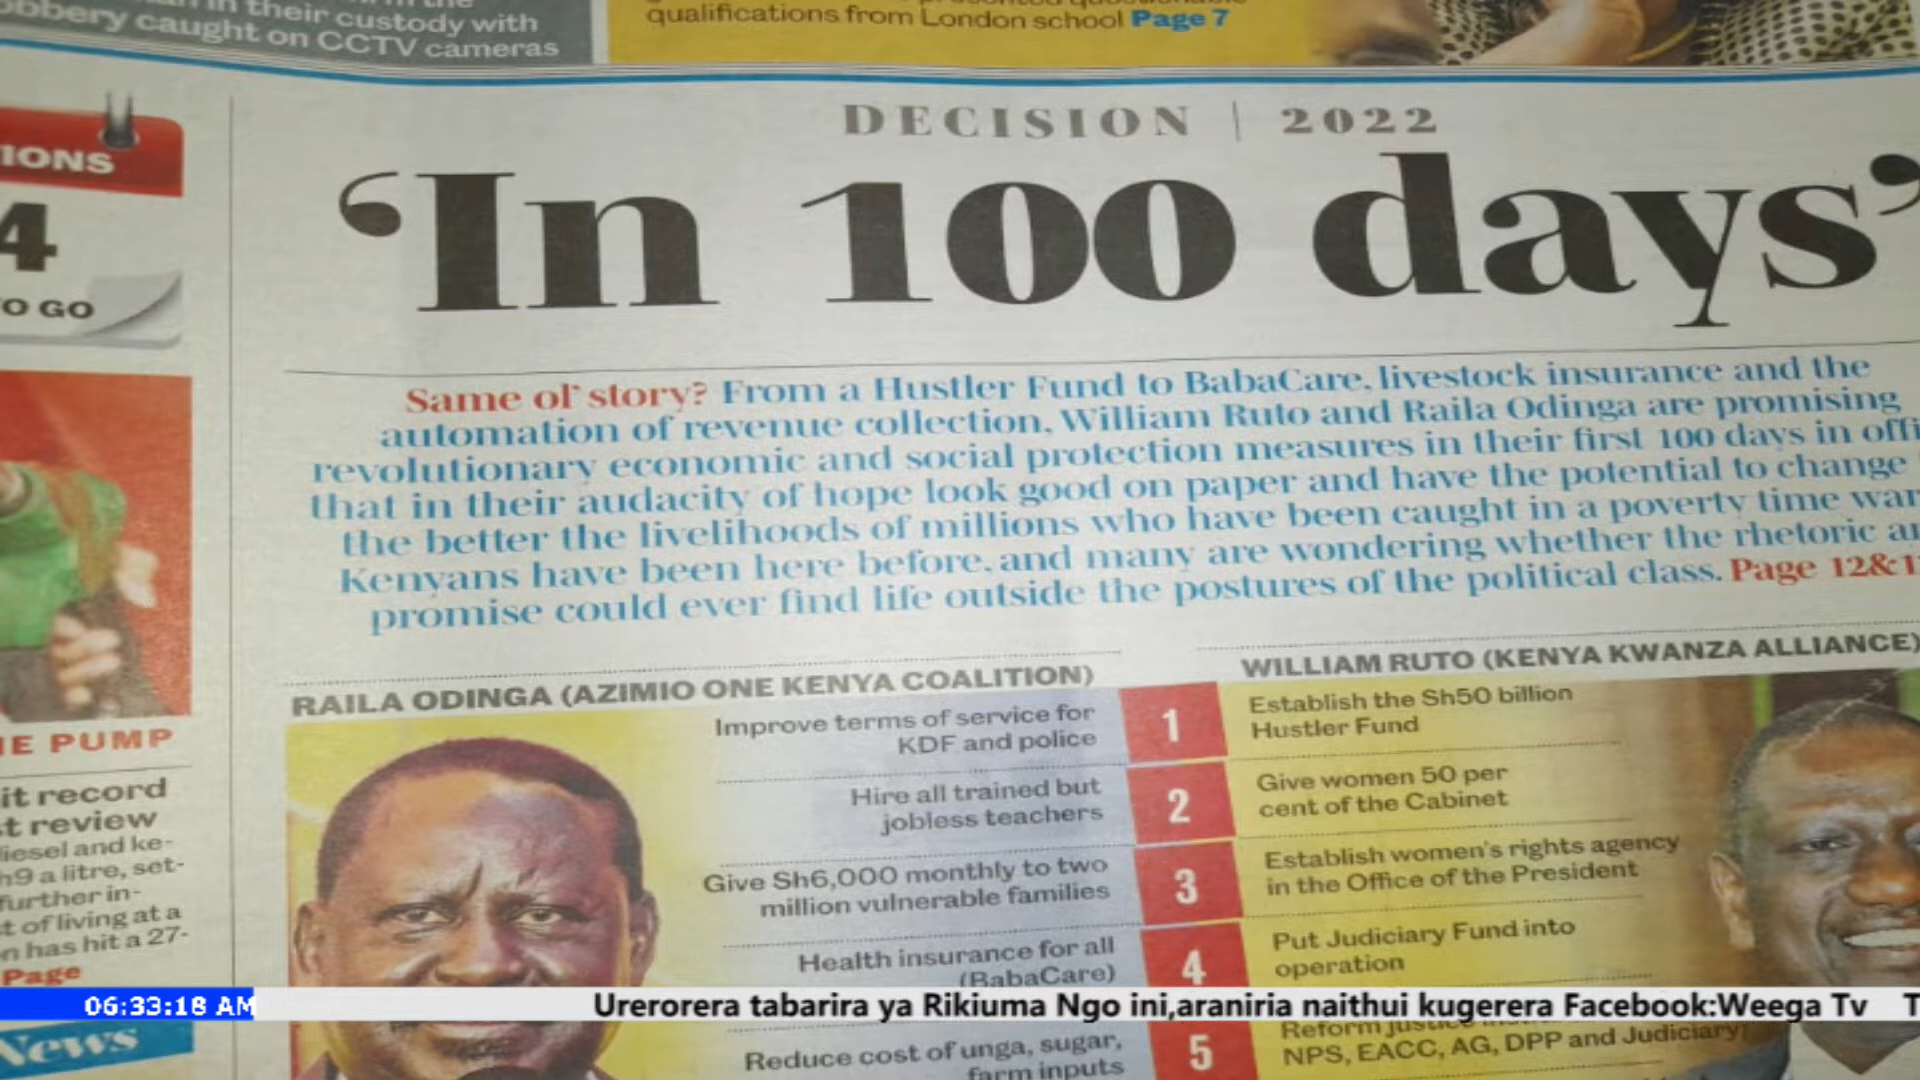 in their custody with
caught on CCTV cameras
qualifications from London school Page 7
DECISION | 2022
IONS
4
O GO
'In 100 days'
Same ol' story? From a Hustler Fund to BabaCare, livestock insurance and the
automation of revenue collection, William Ruto and Raila Odinga are promising
revolutionary economic and social protection measures in their first 100 days in offi
that in their audacity of hope look good on paper and have the potential to change
the better the livelihoods of millions who have been caught in a poverty time war
Kenyans have been here before, and many are wondering whether the rhetoric a
promise could ever find life outside the postures of the political class. Page 12&1
RAILA ODINGA (AZIMIO ONE KENYA COALITION)
Improve terms of service for
KDF and police
Hire all trained but
jobless teachers
Give Sh6,000 monthly to two
million vulnerable families
Health insurance for all
(BabaCare)
Reduce cost of unga, sugar,
farm inputs
1
2
3
4
5
WILLIAM RUTO (KENYA KWANZA ALLIANCE)
Establish the Sh50 billion
Hustler Fund
Give women 50 per
cent of the Cabinet
Establish women's rights agency
in the Office of the President
Put Judiciary Fund into
operation
Reform
NPS, EACC, AG, DPP and Judiciary
E PUMP
it record
t review
iesel and ke-
h9 a litre, set-
further in-
t of living at a
n has hit a 27-
Page
News
06:33:18 AM
Urerorera tabarira ya Rikiuma Ngo ini,araniria naithui kugerera Facebook:Weega Tv T